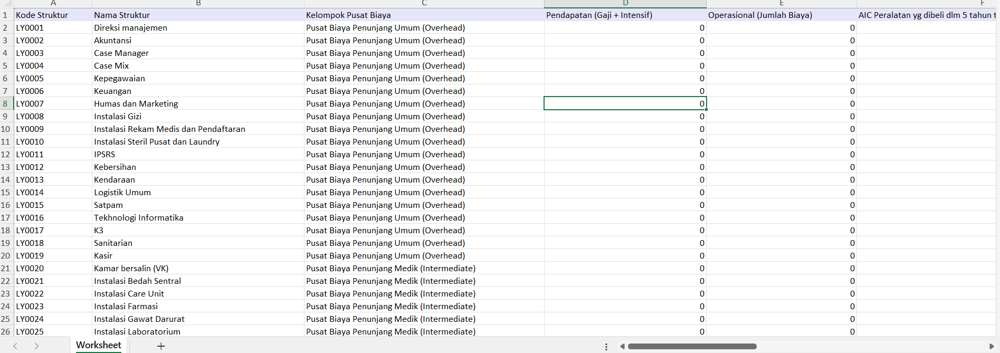 A B C D E F
1 Kode Struktur Nama Struktur Kelompok Pusat Biaya Pendapatan (Gaji + Intensif) Operasional (Jumlah Biaya) AIC Peralatan yg dibeli dlm 5 tahun t
2 LY0001 Direksi manajemen Pusat Biaya Penunjang Umum (Overhead) 0 0
3 LY0002 Akuntansi Pusat Biaya Penunjang Umum (Overhead) 0 0
4 LY0003 Case Manager Pusat Biaya Penunjang Umum (Overhead) 0 0
5 LY0004 Case Mix Pusat Biaya Penunjang Umum (Overhead) 0 0
6 LY0005 Kepegawaian Pusat Biaya Penunjang Umum (Overhead) 0 0
7 LY0006 Keuangan Pusat Biaya Penunjang Umum (Overhead) 0 0
8 LY0007 Humas dan Marketing Pusat Biaya Penunjang Umum (Overhead) 0 0
9 LY0008 Instalasi Gizi Pusat Biaya Penunjang Umum (Overhead) 0 0
10 LY0009 Instalasi Rekam Medis dan Pendaftaran Pusat Biaya Penunjang Umum (Overhead) 0 0
11 LY0010 Instalasi Steril Pusat dan Laundry Pusat Biaya Penunjang Umum (Overhead) 0 0
12 LY0011 IPSRS Pusat Biaya Penunjang Umum (Overhead) 0 0
13 LY0012 Kebersihan Pusat Biaya Penunjang Umum (Overhead) 0 0
14 LY0013 Kendaraan Pusat Biaya Penunjang Umum (Overhead) 0 0
15 LY0014 Logistik Umum Pusat Biaya Penunjang Umum (Overhead) 0 0
16 LY0015 Satpam Pusat Biaya Penunjang Umum (Overhead) 0 0
17 LY0016 Tekhnologi Informatika Pusat Biaya Penunjang Umum (Overhead) 0 0
18 LY0017 K3 Pusat Biaya Penunjang Umum (Overhead) 0 0
19 LY0018 Sanitarian Pusat Biaya Penunjang Umum (Overhead) 0 0
20 LY0019 Kasir Pusat Biaya Penunjang Umum (Overhead) 0 0
21 LY0020 Kamar bersalin (VK) Pusat Biaya Penunjang Medik (Intermediate) 0 0
22 LY0021 Instalasi Bedah Sentral Pusat Biaya Penunjang Medik (Intermediate) 0 0
23 LY0022 Instalasi Care Unit Pusat Biaya Penunjang Medik (Intermediate) 0 0
24 LY0023 Instalasi Farmasi Pusat Biaya Penunjang Medik (Intermediate) 0 0
25 LY0024 Instalasi Gawat Darurat Pusat Biaya Penunjang Medik (Intermediate) 0 0
26 LY0025 Instalasi Laboratorium Pusat Biaya Penunjang Medik (Intermediate) 0 0
Worksheet